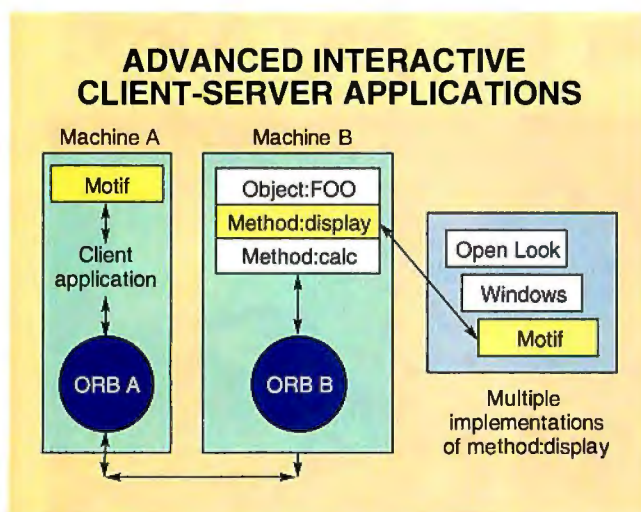 ADVANCED INTERACTIVE
CLIENT-SERVER APPLICATIONS
Machine A
Motif
Client
application
ORB A
Machine B
Object:FOO
Method:display
Method:calc
ORB B
Open Look
Windows
Motif
Multiple
implementations
of method:display